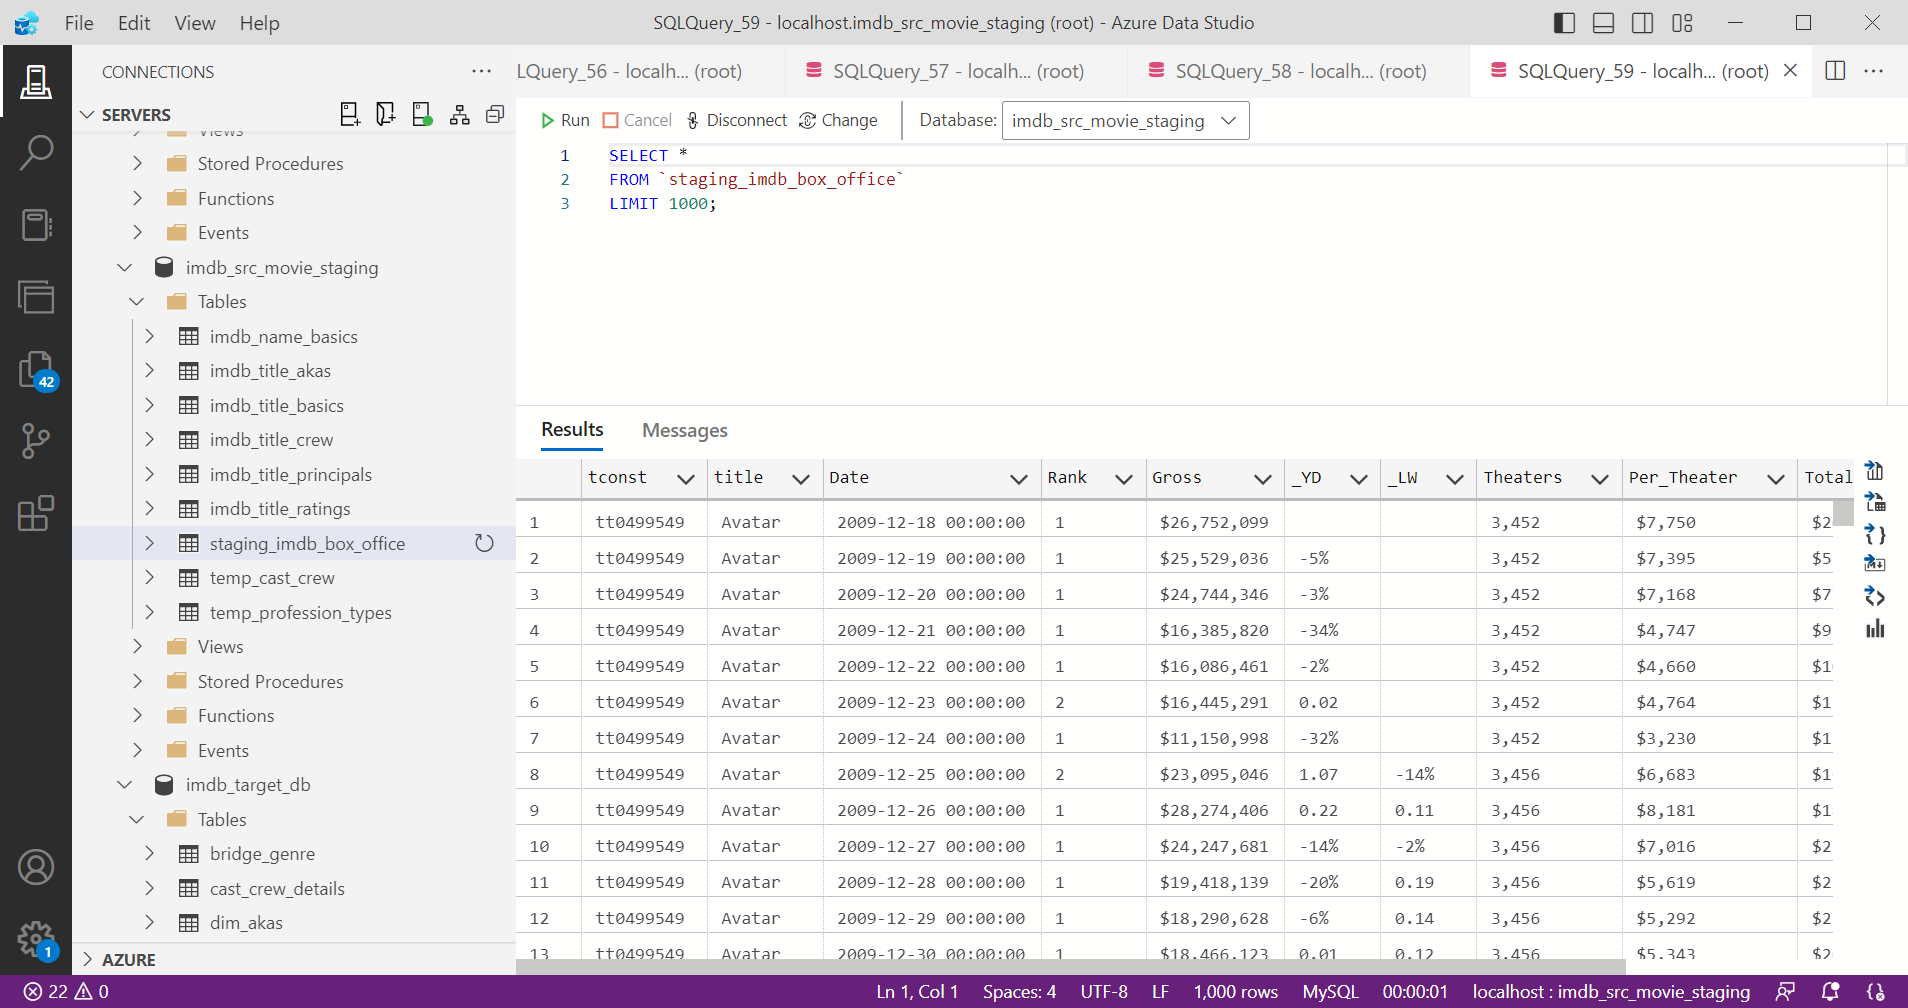 File Edit View Help SQLQuery_59 - localhost.imdb_src_movie_staging (root) - Azure Data Studio
CONNECTIONS
LQuery_56 - localh... (root) SQLQuery_57 - localh... (root) SQLQuery_58 - localh... (root) SQLQuery_59 - localh... (root)
SERVERS
Views
Stored Procedures
Functions
Events
imdb_src_movie_staging
Tables
imdb_name_basics
imdb_title_akas
imdb_title_basics
imdb_title_crew
imdb_title_principals
imdb_title_ratings
staging_imdb_box_office
temp_cast_crew
temp_profession_types
Views
Stored Procedures
Functions
Events
imdb_target_db
Tables
bridge_genre
cast_crew_details
dim_akas
AZURE
42
1
Run Cancel Disconnect Change Database: imdb_src_movie_staging
1 SELECT *
2 FROM `staging_imdb_box_office`
3 LIMIT 1000;
Results Messages
tconst title Date Rank Gross _YD _LW Theaters Per_Theater Total
1 tt0499549 Avatar 2009-12-18 00:00:00 1 $26,752,099 3,452 $7,750 $2
2 tt0499549 Avatar 2009-12-19 00:00:00 1 $25,529,036 -5% 3,452 $7,395 $5
3 tt0499549 Avatar 2009-12-20 00:00:00 1 $24,744,346 -3% 3,452 $7,168 $7
4 tt0499549 Avatar 2009-12-21 00:00:00 1 $16,385,820 -34% 3,452 $4,747 $9
5 tt0499549 Avatar 2009-12-22 00:00:00 1 $16,086,461 -2% 3,452 $4,660 $1
6 tt0499549 Avatar 2009-12-23 00:00:00 2 $16,445,291 0.02 3,452 $4,764 $1
7 tt0499549 Avatar 2009-12-24 00:00:00 1 $11,150,998 -32% 3,452 $3,230 $1
8 tt0499549 Avatar 2009-12-25 00:00:00 2 $23,095,046 1.07 -14% 3,456 $6,683 $1
9 tt0499549 Avatar 2009-12-26 00:00:00 1 $28,274,406 0.22 0.11 3,456 $8,181 $1
10 tt0499549 Avatar 2009-12-27 00:00:00 1 $24,247,681 -14% -2% 3,456 $7,016 $2
11 tt0499549 Avatar 2009-12-28 00:00:00 1 $19,418,139 -20% 0.19 3,456 $5,619 $2
12 tt0499549 Avatar 2009-12-29 00:00:00 1 $18,290,628 -6% 0.14 3,456 $5,292 $2
13 tt0499549 Avatar 2009-12-30 00:00:00 1 $18,466,123 0.01 0.12 3,456 $5,343 $2
22 0 Ln 1, Col 1 Spaces: 4 UTF-8 LF 1,000 rows MySQL 00:00:01 localhost : imdb_src_movie_staging